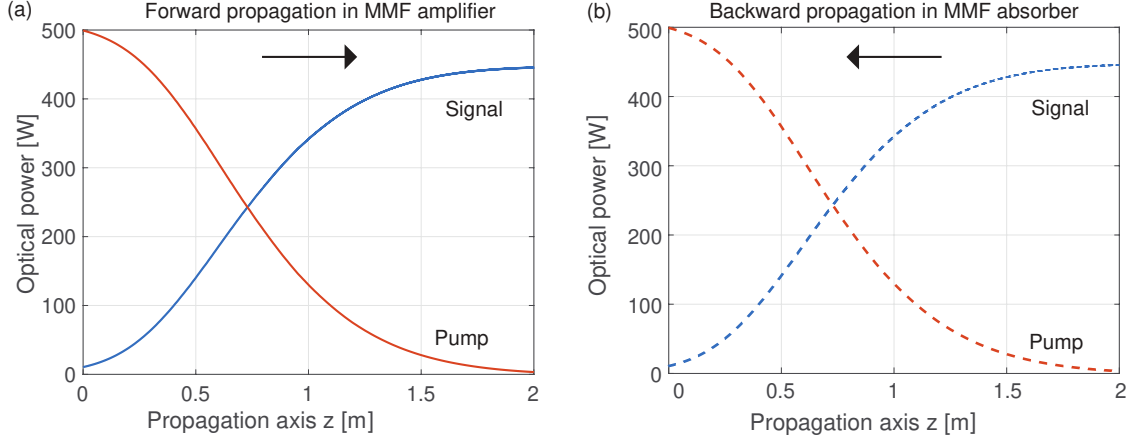 (a)
Forward propagation in MMF amplifier
500
400
300
200
100
0
Optical power [W]
Signal
Pump
0
0.5
1
1.5
2
Propagation axis z [m]
(b)
Backward propagation in MMF absorber
500
400
300
200
100
0
Optical power [W]
Signal
Pump
0
0.5
1
1.5
2
Propagation axis z [m]